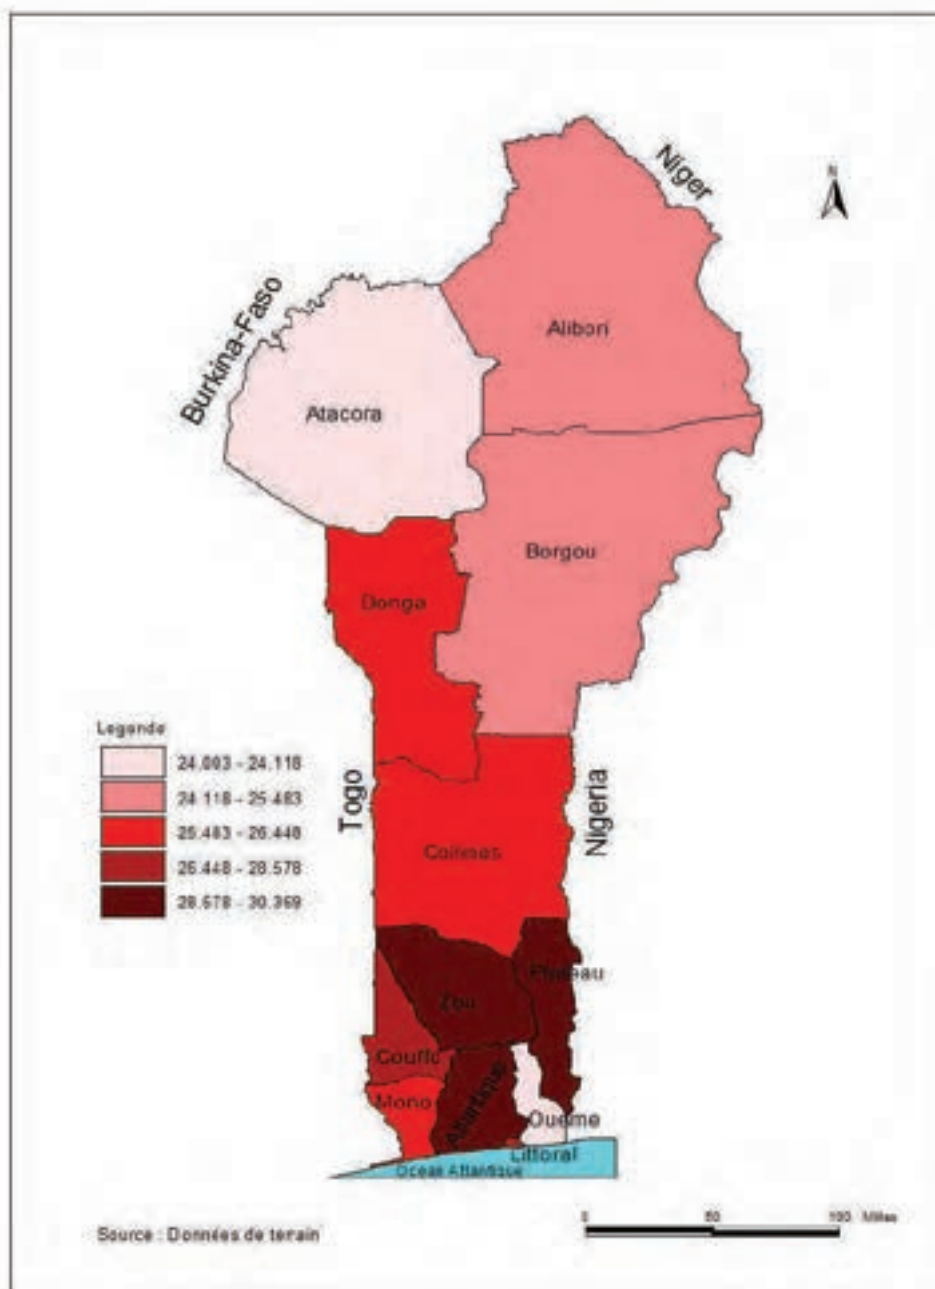 N
Niger
Burkina-Faso
Alibori
Atacora
Borgou
Donga
Legende
24.003 - 24.118
24.118 - 25.483
25.483 - 26.448
26.448 - 28.578
28.578 - 30.369
Togo
Nigeria
Collines
Plateau
Zou
Couffo
Atlantique
Mono
Oueme
Littoral
Ocean Atlantique
0 50 100 Miles
Source : Données de terrain